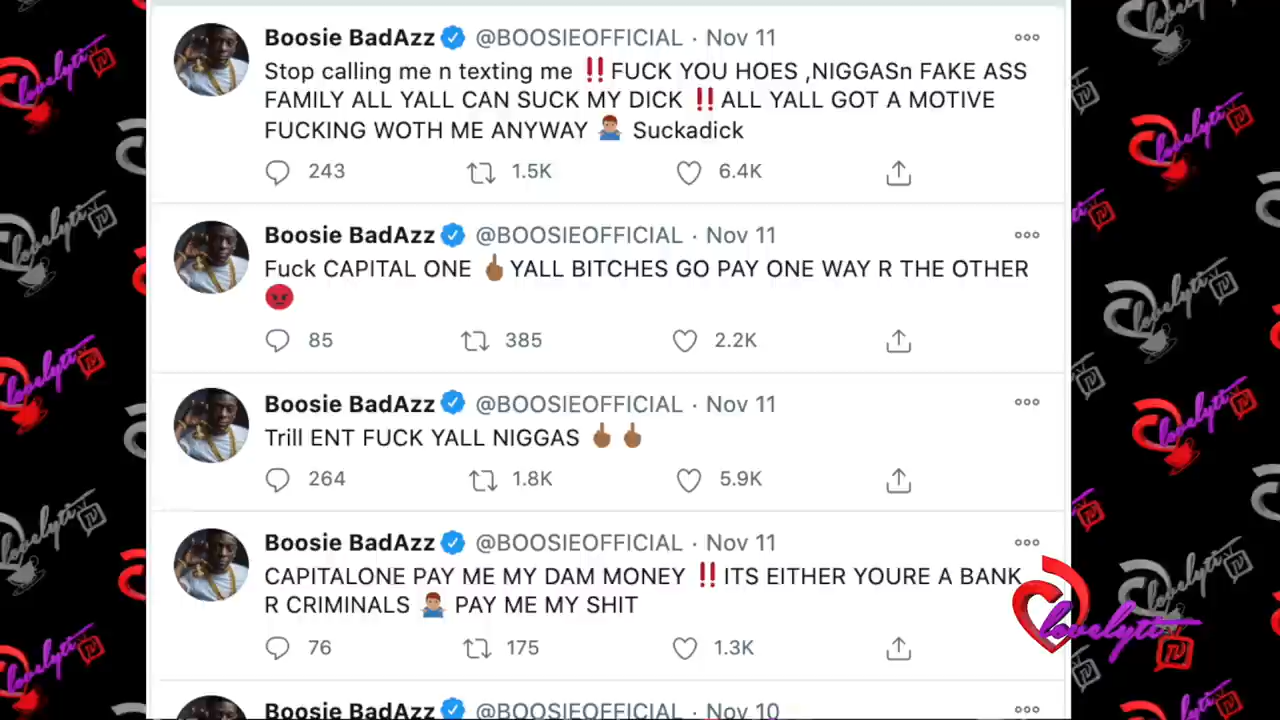 Boosie BadAzz @BOOSIEOFFICIAL · Nov 11
Stop calling me n texting me ‼️FUCK YOU HOES ,NIGGASn FAKE ASS
FAMILY ALL YALL CAN SUCK MY DICK ‼️ALL YALL GOT A MOTIVE
FUCKING WOTH ME ANYWAY 🤷🏽‍♂️ Suckadick
243 1.5K 6.4K
Boosie BadAzz @BOOSIEOFFICIAL · Nov 11
Fuck CAPITAL ONE 🖕🏾YALL BITCHES GO PAY ONE WAY R THE OTHER
😡
85 385 2.2K
Boosie BadAzz @BOOSIEOFFICIAL · Nov 11
Trill ENT FUCK YALL NIGGAS 🖕🏾🖕🏾
264 1.8K 5.9K
Boosie BadAzz @BOOSIEOFFICIAL · Nov 11
CAPITALONE PAY ME MY DAM MONEY ‼️ITS EITHER YOURE A BANK
R CRIMINALS 🤷🏽‍♂️ PAY ME MY SHIT
76 175 1.3K
Boosie BadAzz @BOOSIEOFFICIAL · Nov 10
lovelyti TV